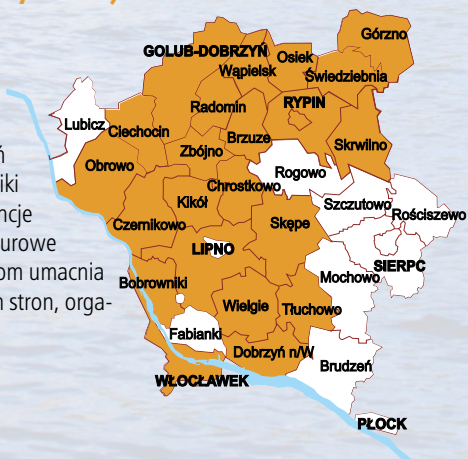 Górzno
GOLUB-DOBRZYŃ
Osiek
Wąpielsk
Świedziebnia
Radomin
RYPIN
Lubicz
Ciechocin
Brzuze
Skrwilno
Zbójno
Obrowo
Rogowo
Chrostkowo
Kikół
Szczutowo
Rościszewo
Czernikowo
Skępe
LIPNO
SIERPC
Mochowo
Bobrowniki
Wielgie
Tłuchowo
Fabianki
Dobrzyń n/W
Brudzeń
WŁOCŁAWEK
PŁOCK
ń
iki
ncje
urowe
om umacnia
n stron, orga-